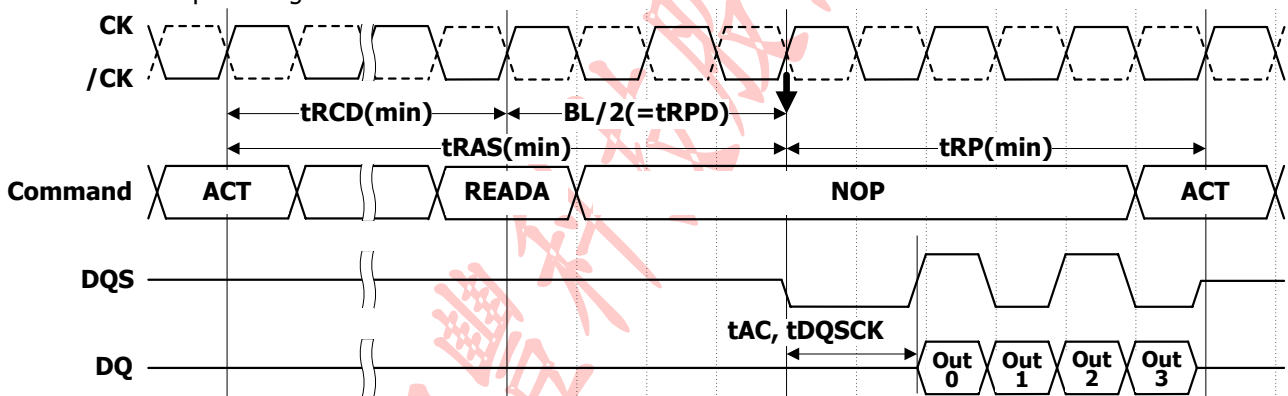 CK
/CK
tRCD(min) BL/2(=tRPD)
tRAS(min) tRP(min)
Command ACT READA NOP ACT
DQS
tAC, tDQSCK
DQ Out 0 Out 1 Out 2 Out 3